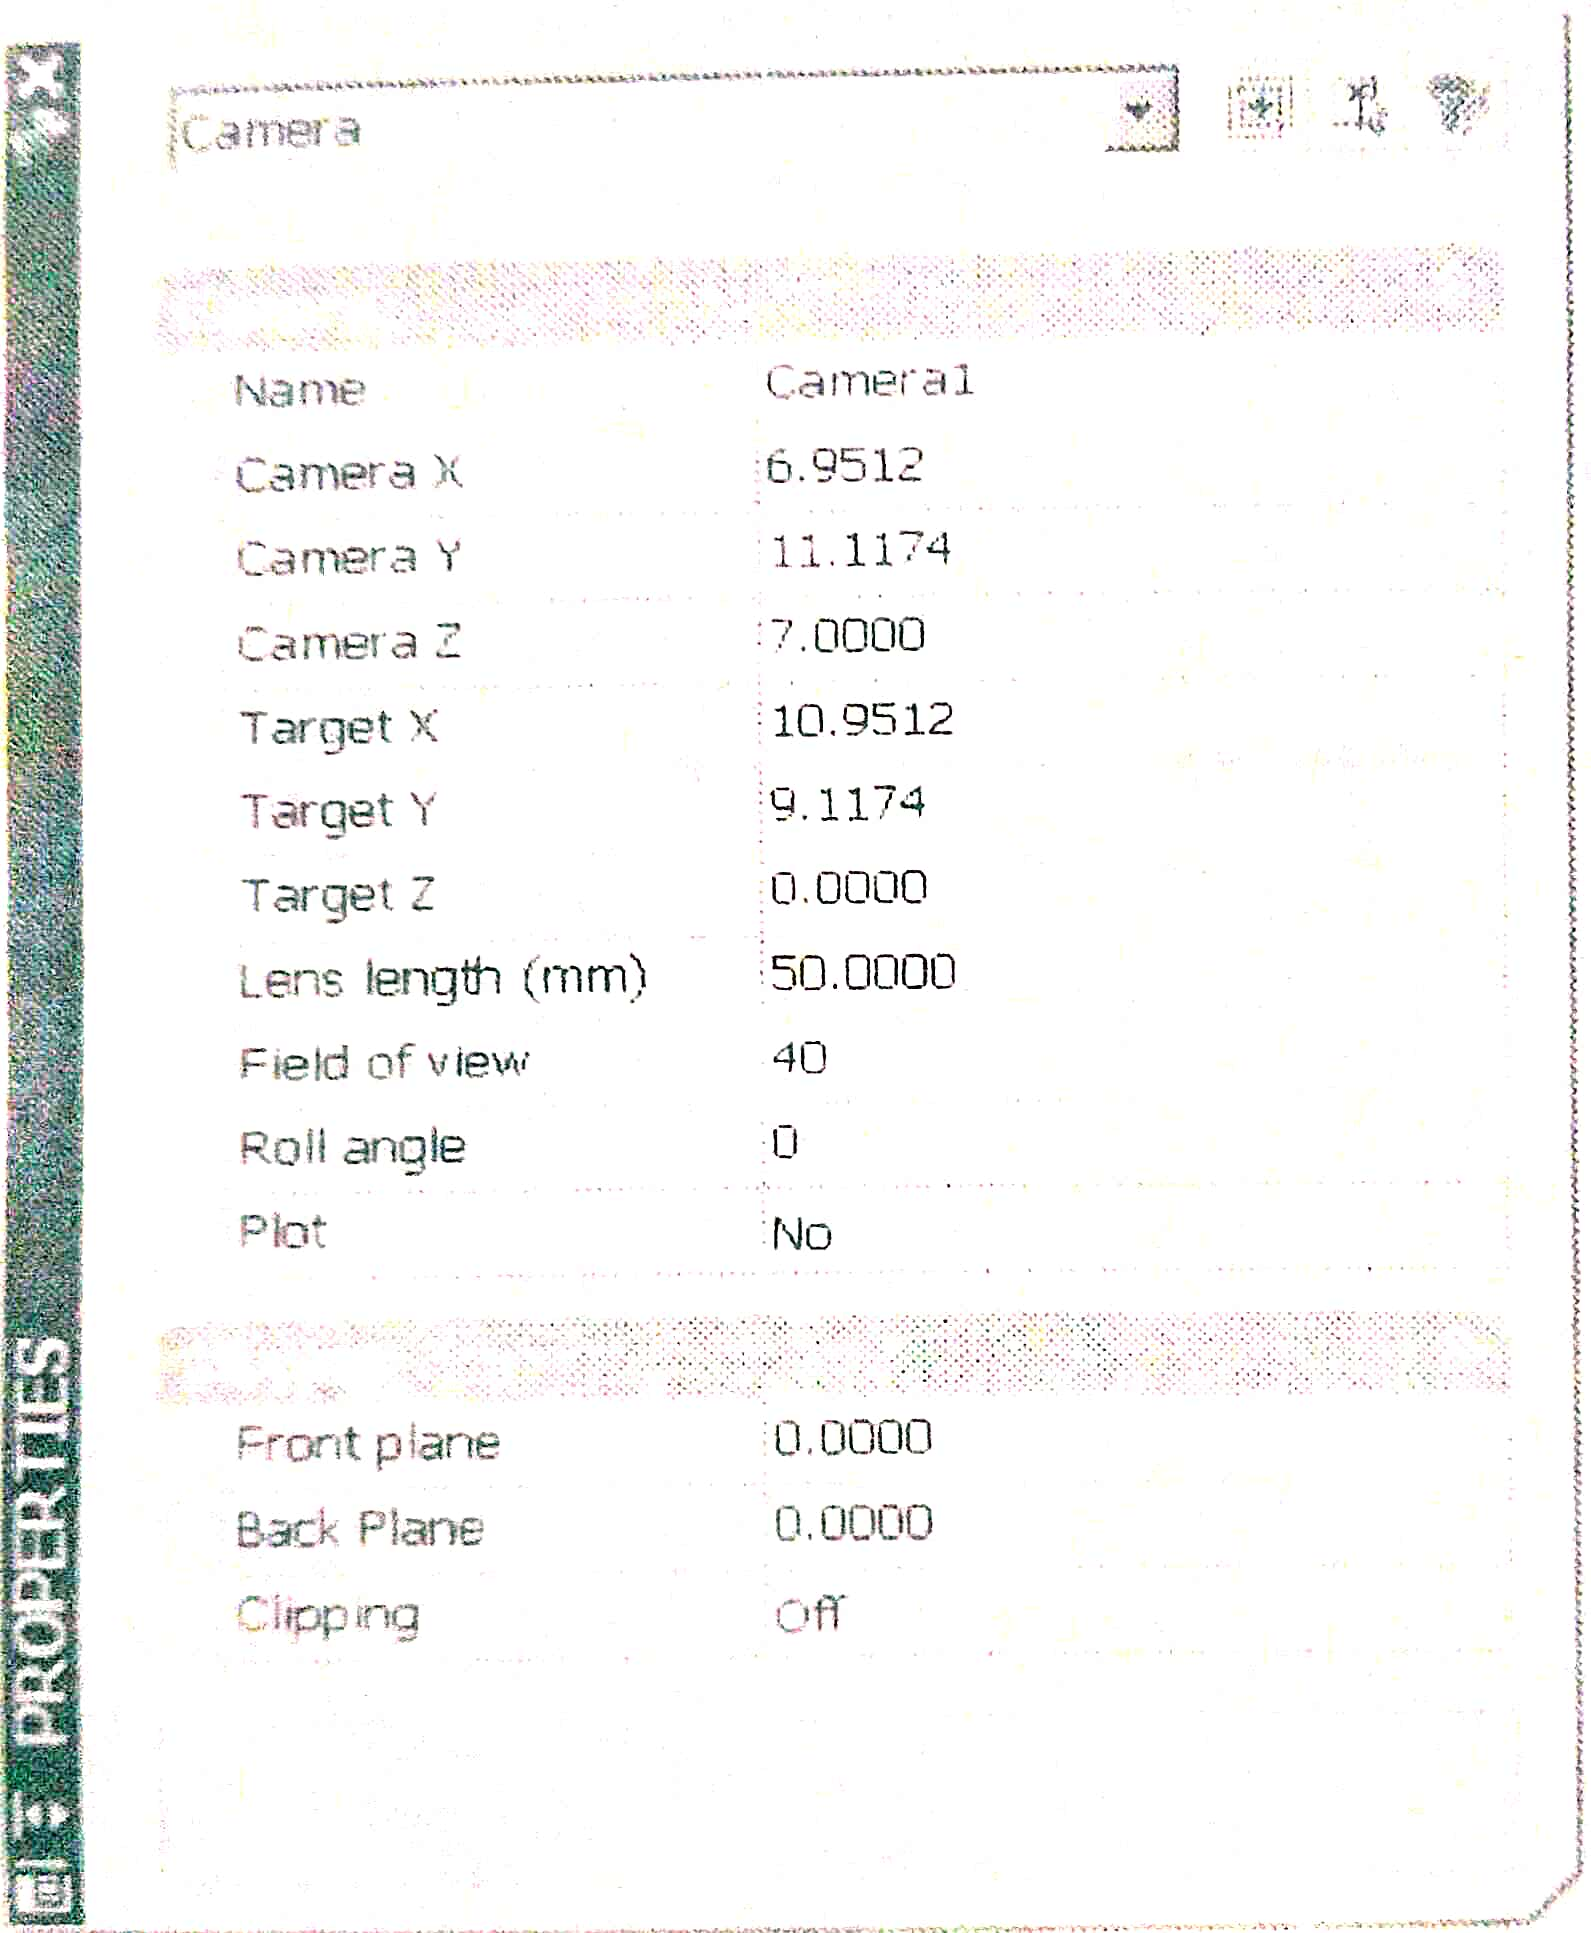 Camera
Name Camera1
Camera X 6.9512
Camera Y 11.1174
Camera Z 7.0000
Target X 10.9512
Target Y 9.1174
Target Z 0.0000
Lens length (mm) 50.0000
Field of view 40
Roll angle 0
Plot No
Front plane 0.0000
Back Plane 0.0000
Clipping Off
PROPERTIES